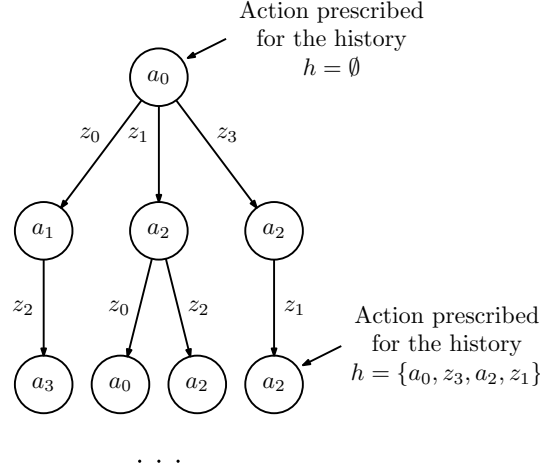 Action prescribed
for the history
h = ∅
a₀
z₀ z₁ z₃
a₁ a₂ a₂
z₂ z₀ z₂ z₁
Action prescribed
for the history
h = {a₀, z₃, a₂, z₁}
a₃ a₀ a₂ a₂
. . .